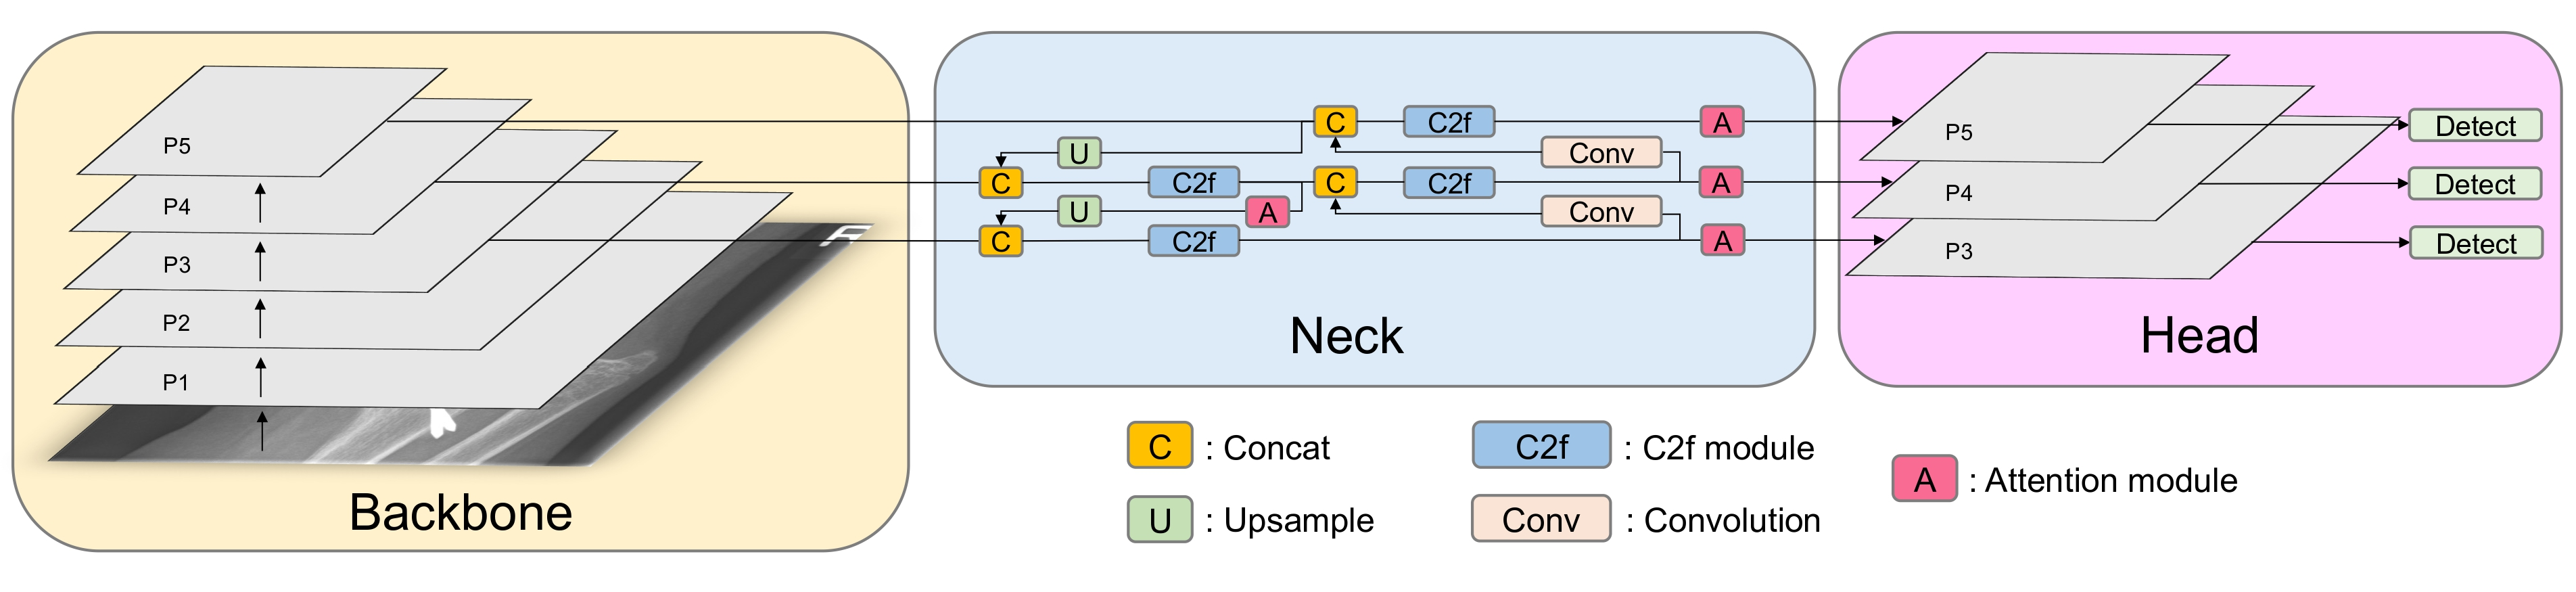 P5
P4
P3
P2
P1
R
Backbone
C C2f A
U Conv
C C2f C C2f A
U A Conv
C C2f A
Neck
P5
P4
P3
Detect
Detect
Detect
Head
C : Concat
C2f : C2f module
A : Attention module
U : Upsample
Conv : Convolution